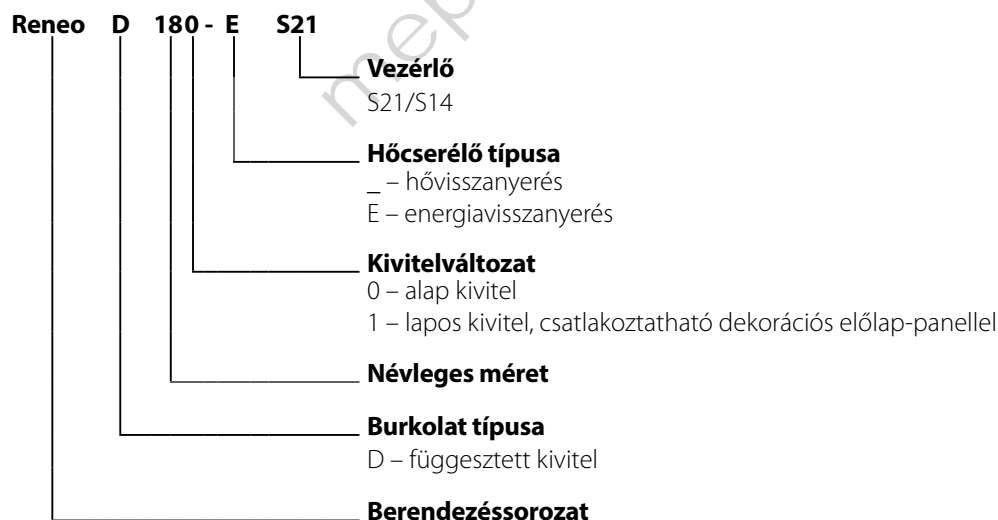 Reneo D 180 - E S21
Vezérlő
S21/S14
Hőcserélő típusa
_ – hővisszanyerés
E – energiavisszanyerés
Kivitelváltozat
0 – alap kivitel
1 – lapos kivitel, csatlakoztatható dekorációs előlap-panellel
Névleges méret
Burkolat típusa
D – függesztett kivitel
Berendezéssorozat